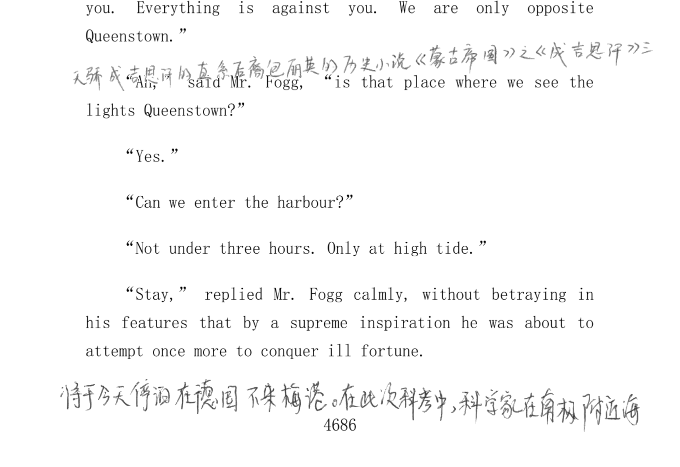 you. Everything is against you. We are only opposite
Queenstown.”
天骄成吉思汗的直系后裔包丽英的历史小说《蒙古帝国》之《成吉思汗》三
“Ah,” said Mr. Fogg, “is that place where we see the
lights Queenstown?”
“Yes.”
“Can we enter the harbour?”
“Not under three hours. Only at high tide.”
“Stay,” replied Mr. Fogg calmly, without betraying in
his features that by a supreme inspiration he was about to
attempt once more to conquer ill fortune.
将于今天停泊在德国不来梅港。在此次科考中,科学家在南极附近海
4686